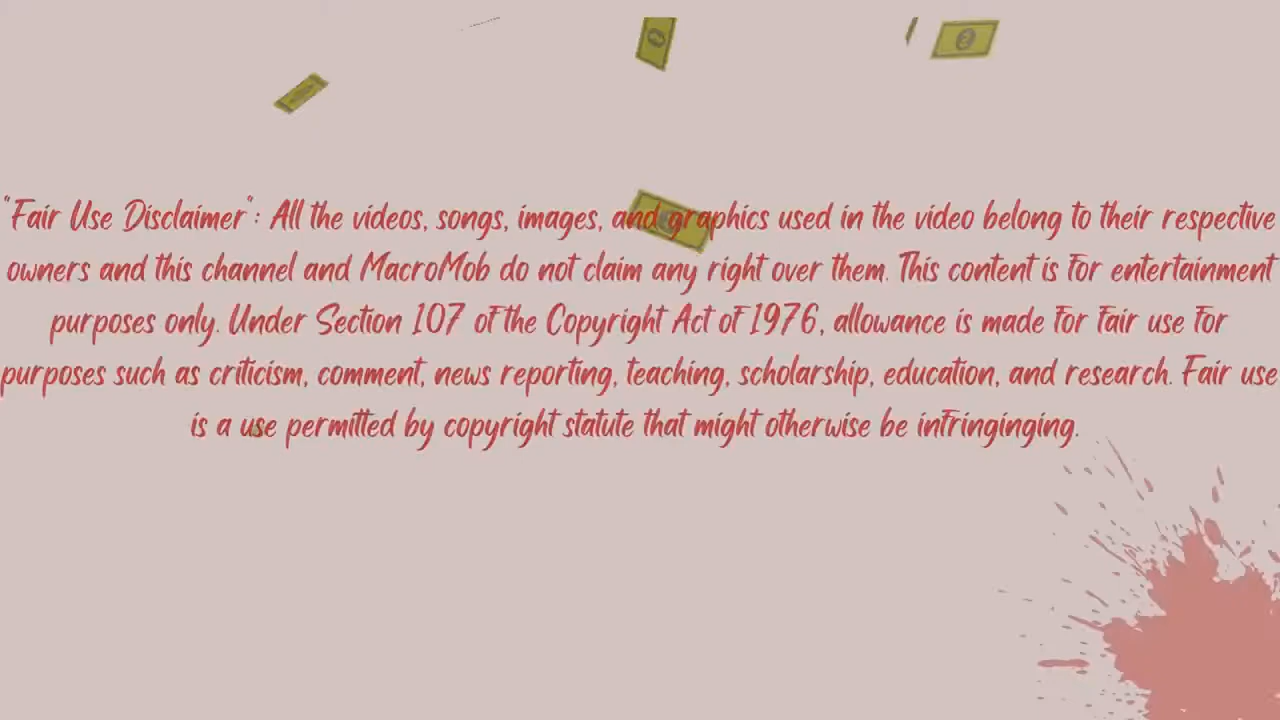 "Fair Use Disclaimer": All the videos, songs, images, and graphics used in the video belong to their respective
owners and this channel and MacroMob do not claim any right over them. This content is for entertainment
purposes only. Under Section 107 of the Copyright Act of 1976, allowance is made for fair use for
purposes such as criticism, comment, news reporting, teaching, scholarship, education, and research. Fair use
is a use permitted by copyright statute that might otherwise be infringinging.